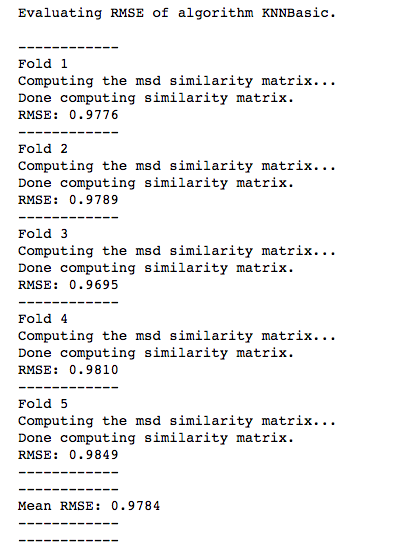 Evaluating RMSE of algorithm KNNBasic.
------------
Fold 1
Computing the msd similarity matrix...
Done computing similarity matrix.
RMSE: 0.9776
------------
Fold 2
Computing the msd similarity matrix...
Done computing similarity matrix.
RMSE: 0.9789
------------
Fold 3
Computing the msd similarity matrix...
Done computing similarity matrix.
RMSE: 0.9695
------------
Fold 4
Computing the msd similarity matrix...
Done computing similarity matrix.
RMSE: 0.9810
------------
Fold 5
Computing the msd similarity matrix...
Done computing similarity matrix.
RMSE: 0.9849
------------
------------
Mean RMSE: 0.9784
------------
------------